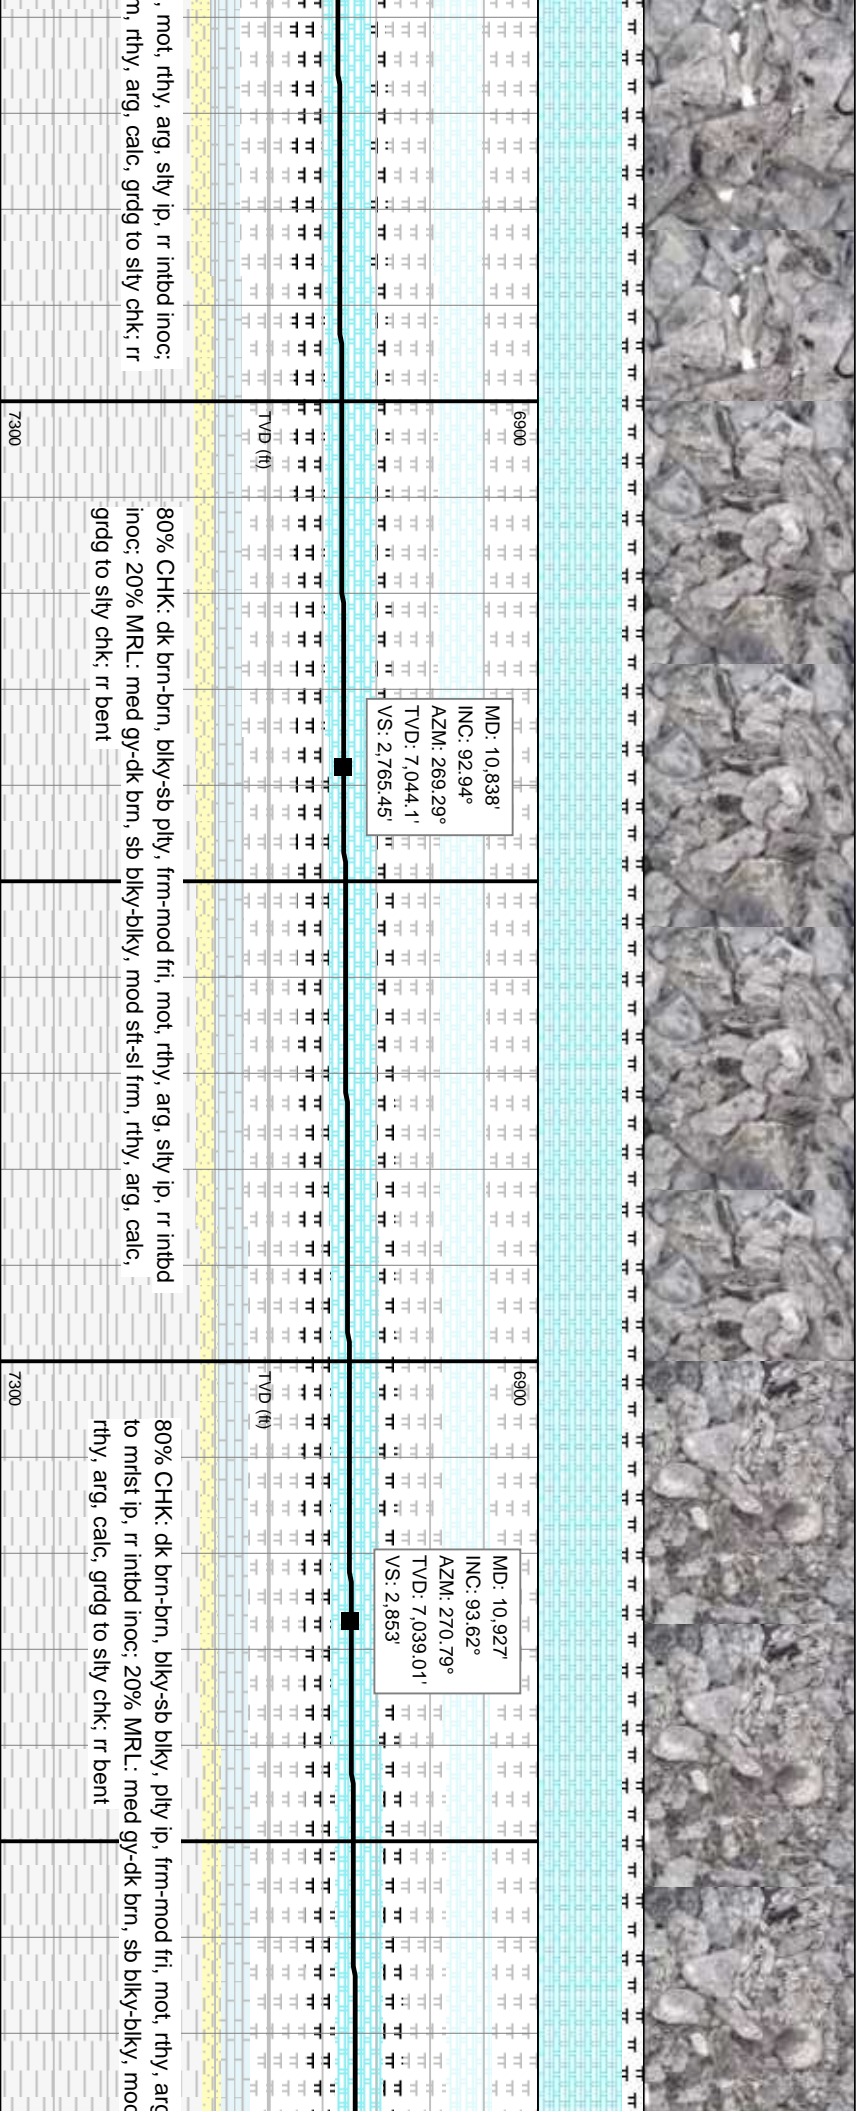 , mot, rthy, arg, slty ip, rr intbd inoc;
rthy, arg, calc, grdg to slty chk; rr
6900
TVD (ft)
7300
80% CHK: dk brn-brn, blky-sb plty, frm-mod fri, mot, rthy, arg, slty ip, rr intbd
inoc; 20% MRL: med gy-dk brn, sb blky-blky, mod sft-sl frm, rthy, arg, calc,
grdg to slty chk; rr bent
MD: 10,838'
INC: 92.94°
AZM: 269.29°
TVD: 7,044.1'
VS: 2,765.45'
6900
TVD (ft)
7300
80% CHK: dk brn-brn, blky-sb blky, plty ip, frm-mod fri, mot, rthy, arg
to mrlst ip, rr intbd inoc; 20% MRL: med gy-dk brn, sb blky-blky, mod
rthy, arg, calc, grdg to slty chk; rr bent
MD: 10,927'
INC: 93.62°
AZM: 270.79°
TVD: 7,039.01'
VS: 2,853'